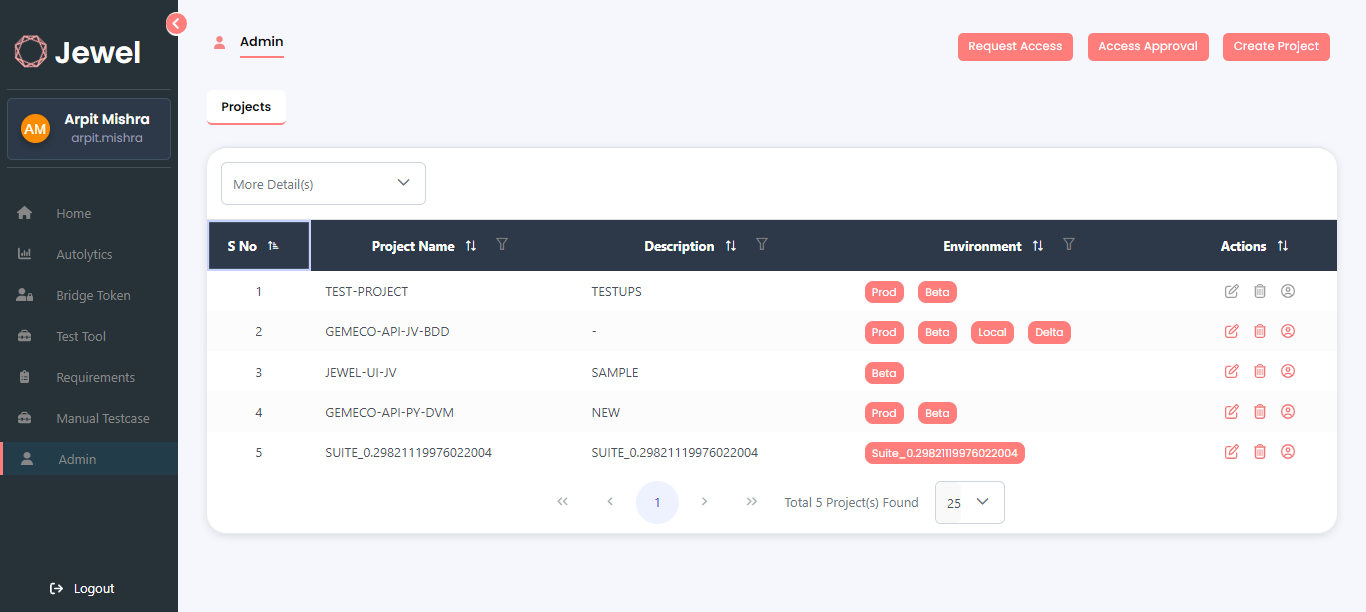 Jewel
AM
Arpit Mishra
arpit.mishra
Home
Autolytics
Bridge Token
Test Tool
Requirements
Manual Testcase
Admin
Logout
Admin
Request Access Access Approval Create Project
Projects
More Detail(s)
S No Project Name Description Environment Actions
1 TEST-PROJECT TESTUPS Prod Beta
2 GEMECO-API-JV-BDD - Prod Beta Local Delta
3 JEWEL-UI-JV SAMPLE Beta
4 GEMECO-API-PY-DVM NEW Prod Beta
5 SUITE_0.29821119976022004 SUITE_0.29821119976022004 Suite_0.29821119976022004
1 Total 5 Project(s) Found 25